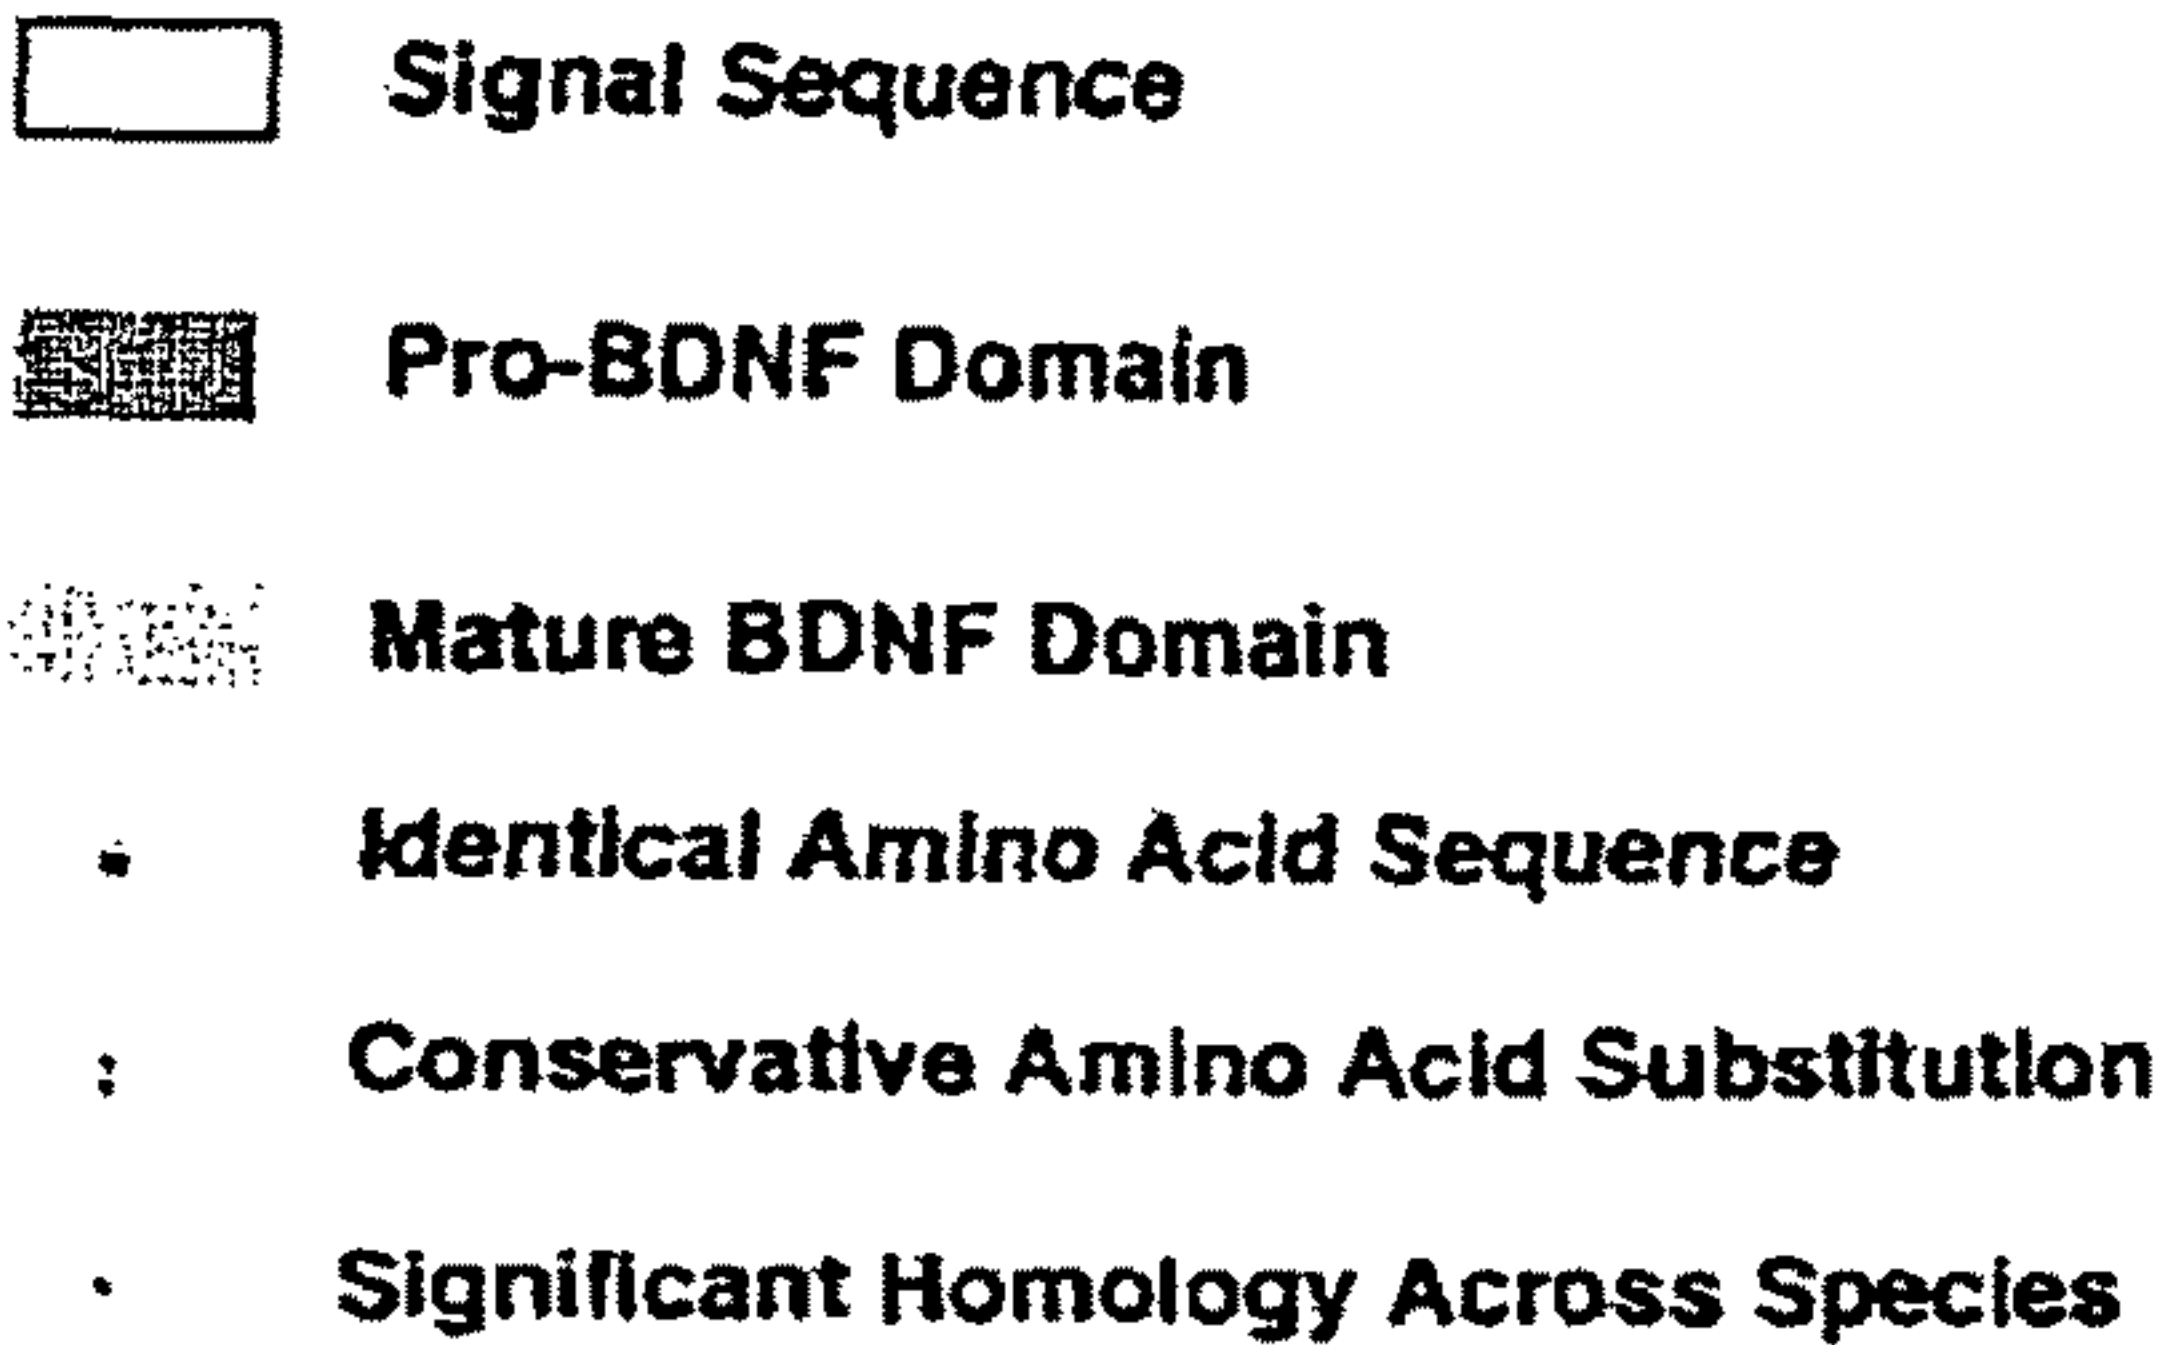 Signal Sequence
Pro-BDNF Domain
Mature BDNF Domain
* Identical Amino Acid Sequence
: Conservative Amino Acid Substitution
. Significant Homology Across Species